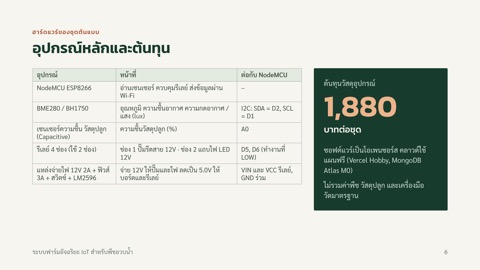 ฮาร์ดแวร์ของชุดต้นแบบ
อุปกรณ์หลักและต้นทุน
อุปกรณ์ หน้าที่ ต่อกับ NodeMCU
NodeMCU ESP8266 อ่านเซนเซอร์ ควบคุมรีเลย์ ส่งข้อมูลผ่าน Wi-Fi –
BME280 / BH1750 อุณหภูมิ ความชื้นอากาศ ความกดอากาศ / แสง (lux) I2C: SDA = D2, SCL = D1
เซนเซอร์ความชื้น วัสดุปลูก (Capacitive) ความชื้นวัสดุปลูก (%) A0
รีเลย์ 4 ช่อง (ใช้ 2 ช่อง) ช่อง 1 ปั๊มรีดสาย 12V · ช่อง 2 แถบไฟ LED 12V D5, D6 (ทำงานที่ LOW)
แหล่งจ่ายไฟ 12V 2A + ฟิวส์ 3A + สวิตช์ + LM2596 จ่าย 12V ให้ปั๊มและไฟ ลดเป็น 5.0V ให้บอร์ดและรีเลย์ VIN และ VCC รีเลย์, GND ร่วม
ต้นทุนวัสดุอุปกรณ์
1,880
บาทต่อชุด
ซอฟต์แวร์เป็นโอเพนซอร์ส คลาวด์ใช้
แผนฟรี (Vercel Hobby, MongoDB
Atlas M0)
ไม่รวมค่าพืช วัสดุปลูก และเครื่องมือ
วัดมาตรฐาน
ระบบฟาร์มอัจฉริยะ IoT สำหรับพืชอวบน้ำ
6